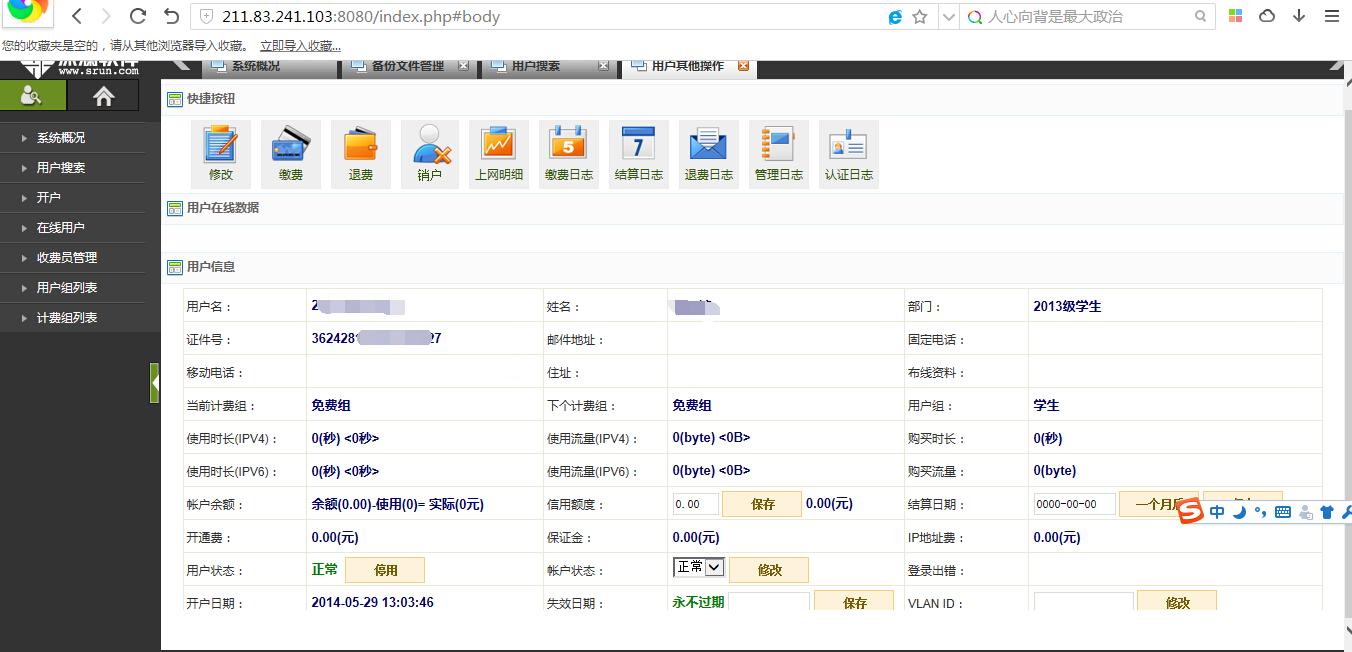 211.83.241.103:8080/index.php#body
人心向背是最大政治
您的收藏夹是空的，请从其他浏览器导入收藏。 立即导入收藏...
www.srun.com
系统概况 备份文件管理 用户搜索 用户其他操作
系统概况
用户搜索
开户
在线用户
收费员管理
用户组列表
计费组列表
快捷按钮
修改 缴费 退费 销户 上网明细 缴费日志 结算日志 退费日志 管理日志 认证日志
用户在线数据
用户信息
用户名： 2 姓名： 部门： 2013级学生
证件号： 362428 27 邮件地址： 固定电话：
移动电话： 住址： 布线资料：
当前计费组： 免费组 下个计费组： 免费组 用户组： 学生
使用时长(IPV4)： 0(秒) <0秒> 使用流量(IPV4)： 0(byte) <0B> 购买时长： 0(秒)
使用时长(IPV6)： 0(秒) <0秒> 使用流量(IPV6)： 0(byte) <0B> 购买流量： 0(byte)
帐户余额： 余额(0.00)-使用(0)= 实际(0元) 信用额度： 0.00 保存 0.00(元) 结算日期： 0000-00-00 一个月后
中
开通费： 0.00(元) 保证金： 0.00(元) IP地址费： 0.00(元)
用户状态： 正常 停用 帐户状态： 正常 修改 登录出错：
开户日期： 2014-05-29 13:03:46 失效日期： 永不过期 保存 VLAN ID： 修改